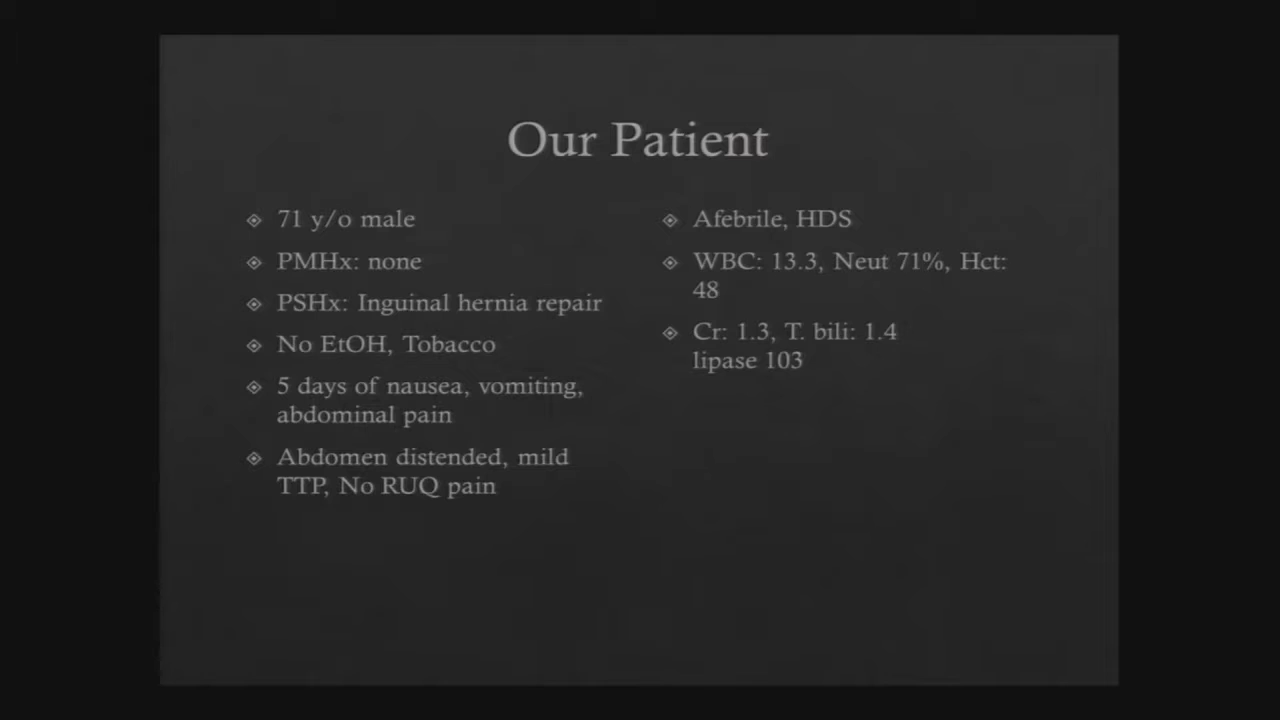 Our Patient
71 y/o male
PMHx: none
PSHx: Inguinal hernia repair
No EtOH, Tobacco
5 days of nausea, vomiting,
abdominal pain
Abdomen distended, mild
TTP, No RUQ pain
Afebrile, HDS
WBC: 13.3, Neut 71%, Hct:
48
Cr: 1.3, T. bili: 1.4
lipase 103